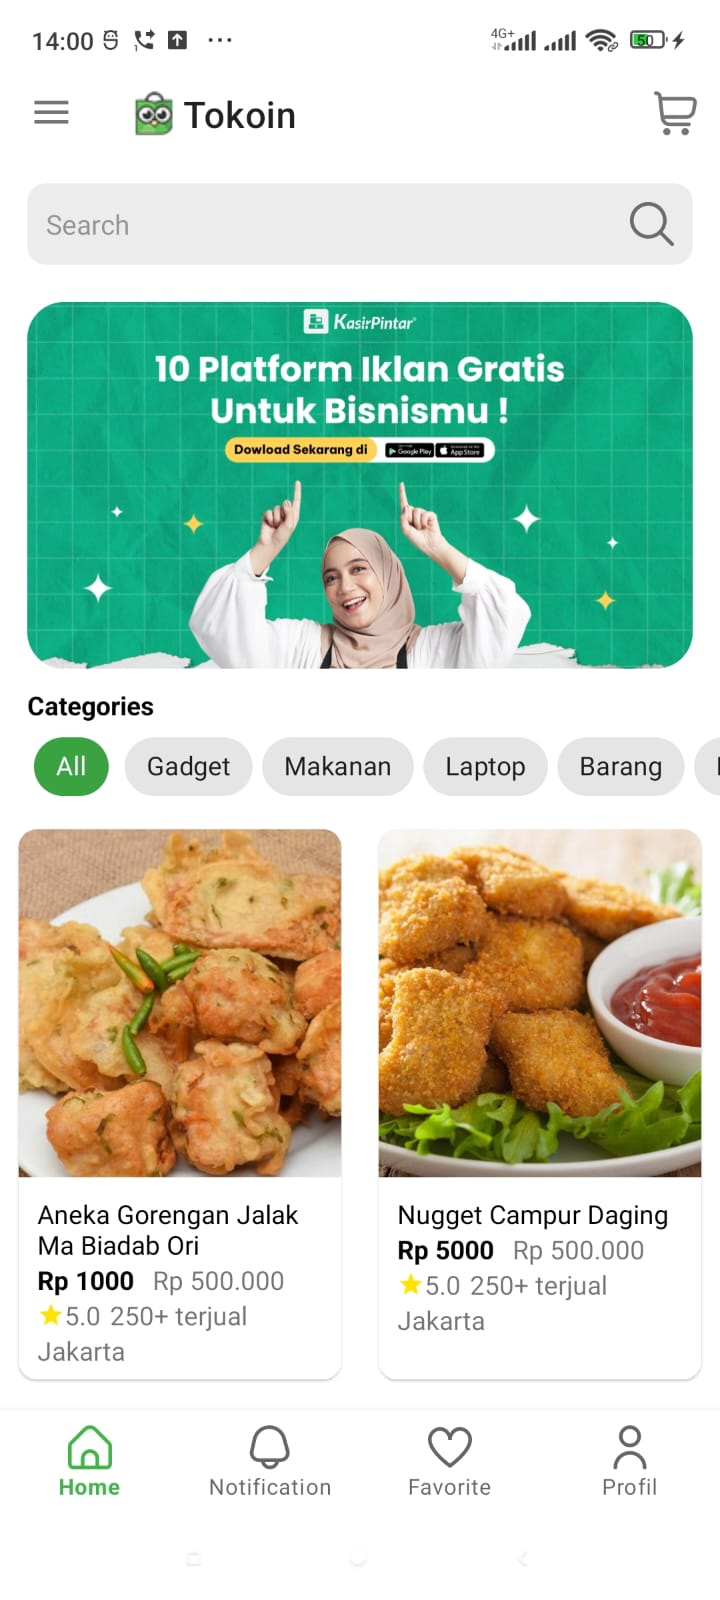 14:00 ...
4G+
50
Tokoin
Search
KasirPintar
10 Platform Iklan Gratis
Untuk Bisnismu !
Dowload Sekarang di
Google Play
App Store
Categories
All Gadget Makanan Laptop Barang
Aneka Gorengan Jalak
Ma Biadab Ori
Rp 1000 Rp 500.000
5.0 250+ terjual
Jakarta
Nugget Campur Daging
Rp 5000 Rp 500.000
5.0 250+ terjual
Jakarta
Home Notification Favorite Profil